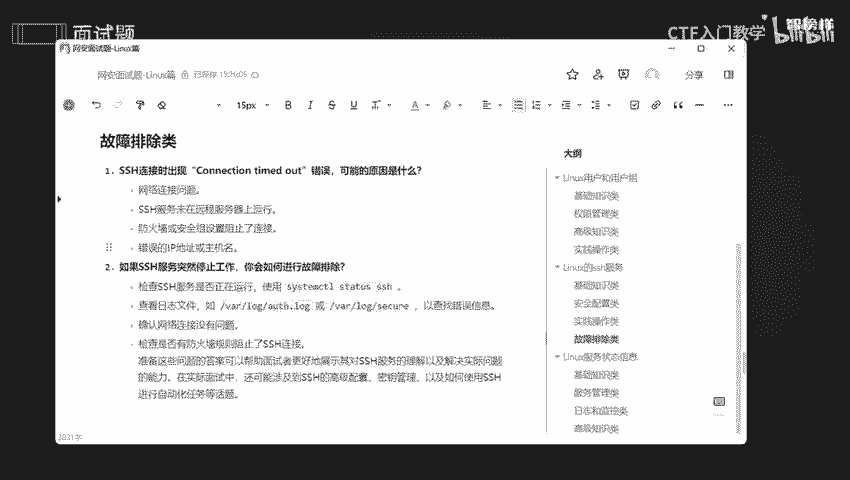 面试题
CTF入门教学
智榜样
bilibili
网安面试题-Linux篇
网安面试题-Linux篇 已保存
分享
15px
B I S U
故障排除类
1. SSH连接时出现“Connection timed out”错误，可能的原因是什么？
网络连接问题。
SSH服务未在远程服务器上运行。
防火墙或安全组设置阻止了连接。
错误的IP地址或主机名。
2. 如果SSH服务突然停止工作，你会如何进行故障排除？
检查SSH服务是否正在运行，使用 systemctl status ssh 。
查看日志文件，如 /var/log/auth.log 或 /var/log/secure ，以查找错误信息。
确认网络连接没有问题。
检查是否有防火墙规则阻止了SSH连接。
准备这些问题的答案可以帮助面试者更好地展示其对SSH服务的理解以及解决实际问题
的能力。在实际面试中，还可能涉及到SSH的高级配置、密钥管理、以及如何使用SSH
进行自动化任务等话题。
大纲
Linux用户和用户组
基础知识类
权限管理类
高级知识类
实践操作类
Linux的ssh服务
基础知识类
安全配置类
实践操作类
故障排除类
Linux服务状态信息
基础知识类
服务管理类
日志和监控类
高级知识类
3831字